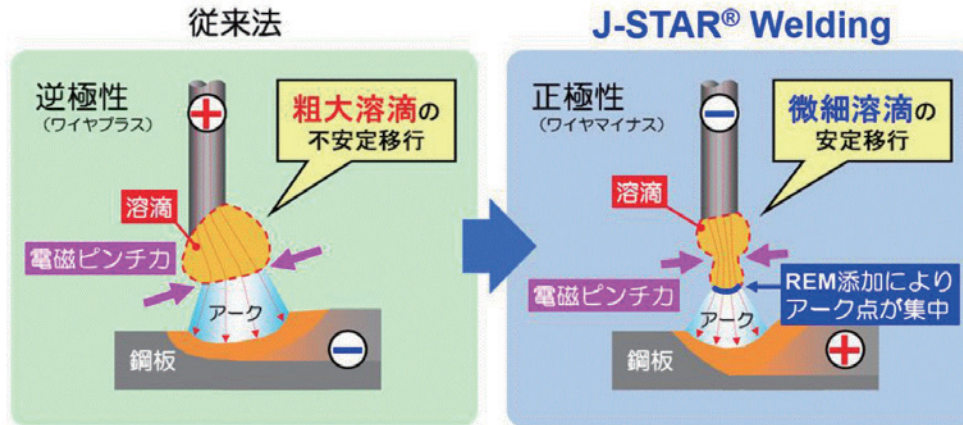 従来法
逆極性
（ワイヤプラス）
+
粗大溶滴の
不安定移行
溶滴
電磁ピンチカ
アーク
鋼板
−
J-STAR® Welding
正極性
（ワイヤマイナス）
−
微細溶滴の
安定移行
溶滴
電磁ピンチカ
REM添加により
アーク点が集中
アーク
鋼板
+